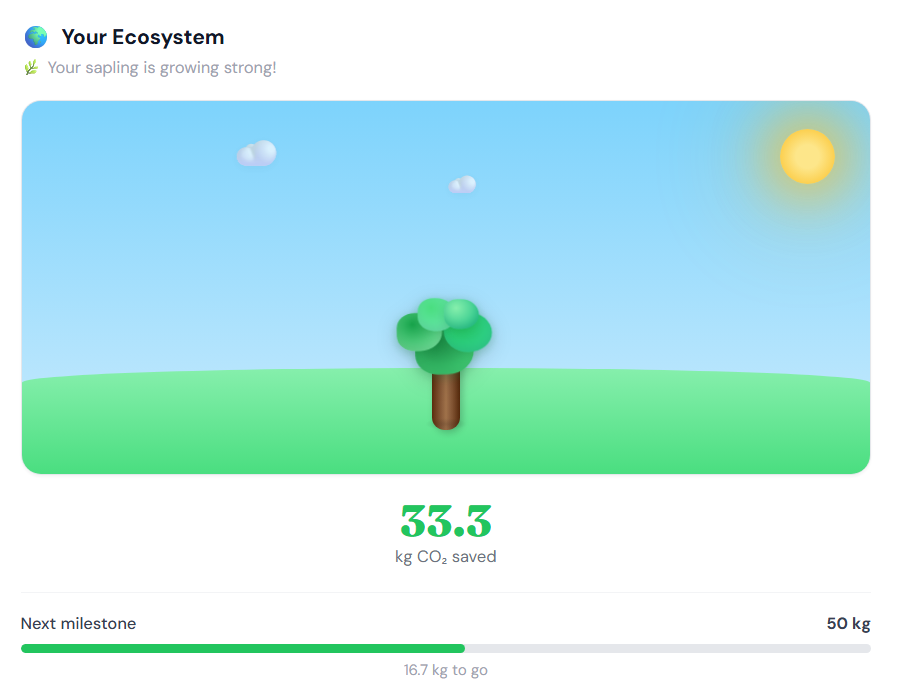 Your Ecosystem
Your sapling is growing strong!
33.3
kg CO₂ saved
Next milestone
50 kg
16.7 kg to go